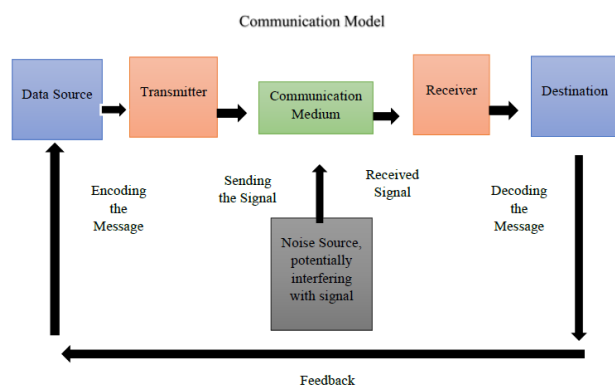 Communication Model
Data Source
Transmitter
Communication
Medium
Receiver
Destination
Encoding
the
Message
Sending
the Signal
Received
Signal
Decoding
the
Message
Noise Source,
potentially
interfering
with signal
Feedback